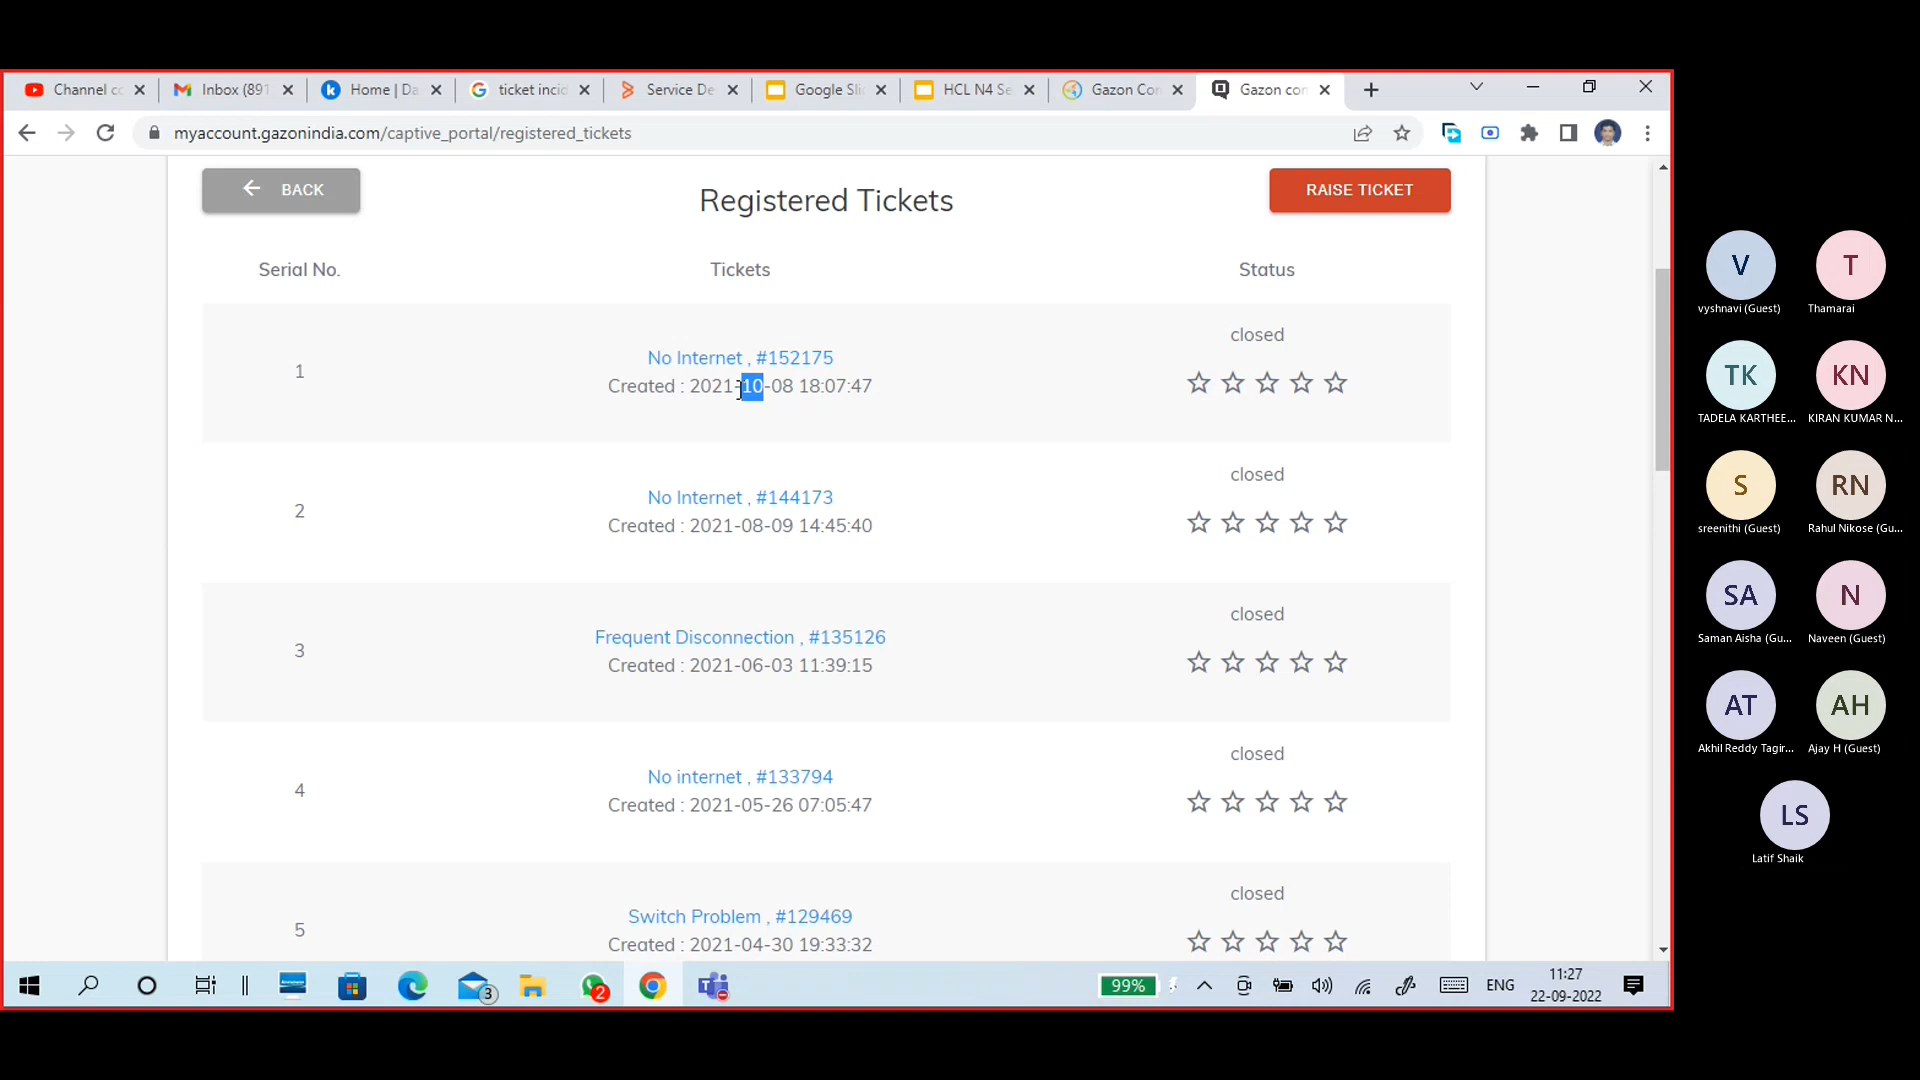 Channel cc
Inbox (891
Home | Da
ticket incid
Service De
Google Sli
HCL N4 Se
Gazon Con
Gazon con
myaccount.gazonindia.com/captive_portal/registered_tickets
BACK
Registered Tickets
RAISE TICKET
Serial No.
Tickets
Status
1
No Internet , #152175
Created : 2021-10-08 18:07:47
closed
2
No Internet , #144173
Created : 2021-08-09 14:45:40
closed
3
Frequent Disconnection , #135126
Created : 2021-06-03 11:39:15
closed
4
No internet , #133794
Created : 2021-05-26 07:05:47
closed
5
Switch Problem , #129469
Created : 2021-04-30 19:33:32
closed
3
2
99%
ENG
11:27
22-09-2022
V
vyshnavi (Guest)
T
Thamarai
TK
TADELA KARTHEE...
KN
KIRAN KUMAR N...
S
sreenithi (Guest)
RN
Rahul Nikose (Gu...
SA
Saman Aisha (Gu...
N
Naveen (Guest)
AT
Akhil Reddy Tagir...
AH
Ajay H (Guest)
LS
Latif Shaik